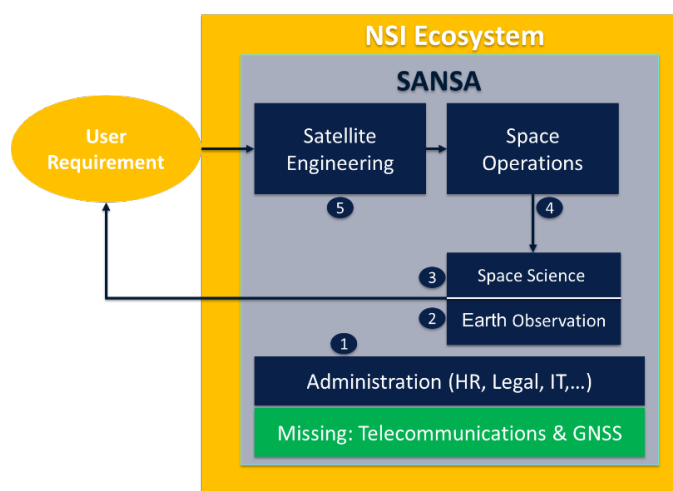 NSI Ecosystem
SANSA
User
Requirement
Satellite
Engineering
Space
Operations
5
4
3
Space Science
2
Earth Observation
1
Administration (HR, Legal, IT,...)
Missing: Telecommunications & GNSS